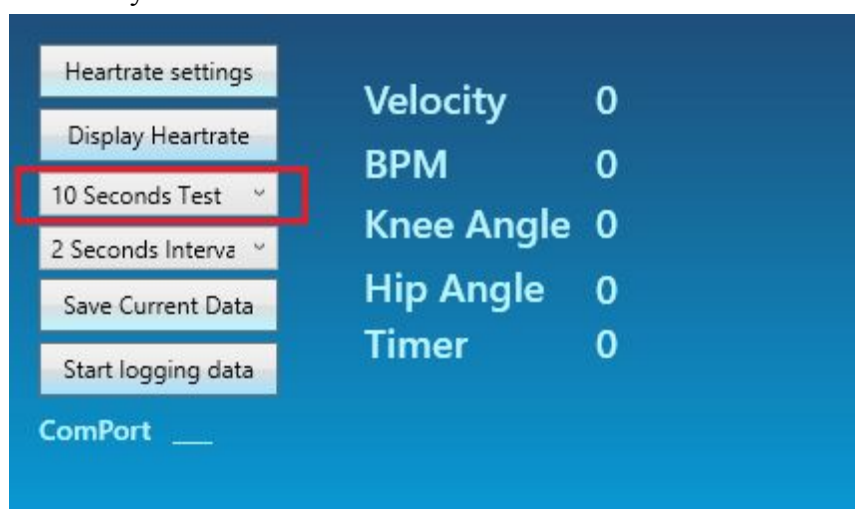 Heartrate settings
Display Heartrate
10 Seconds Test
2 Seconds Interva
Save Current Data
Start logging data
ComPort ___
Velocity 0
BPM 0
Knee Angle 0
Hip Angle 0
Timer 0